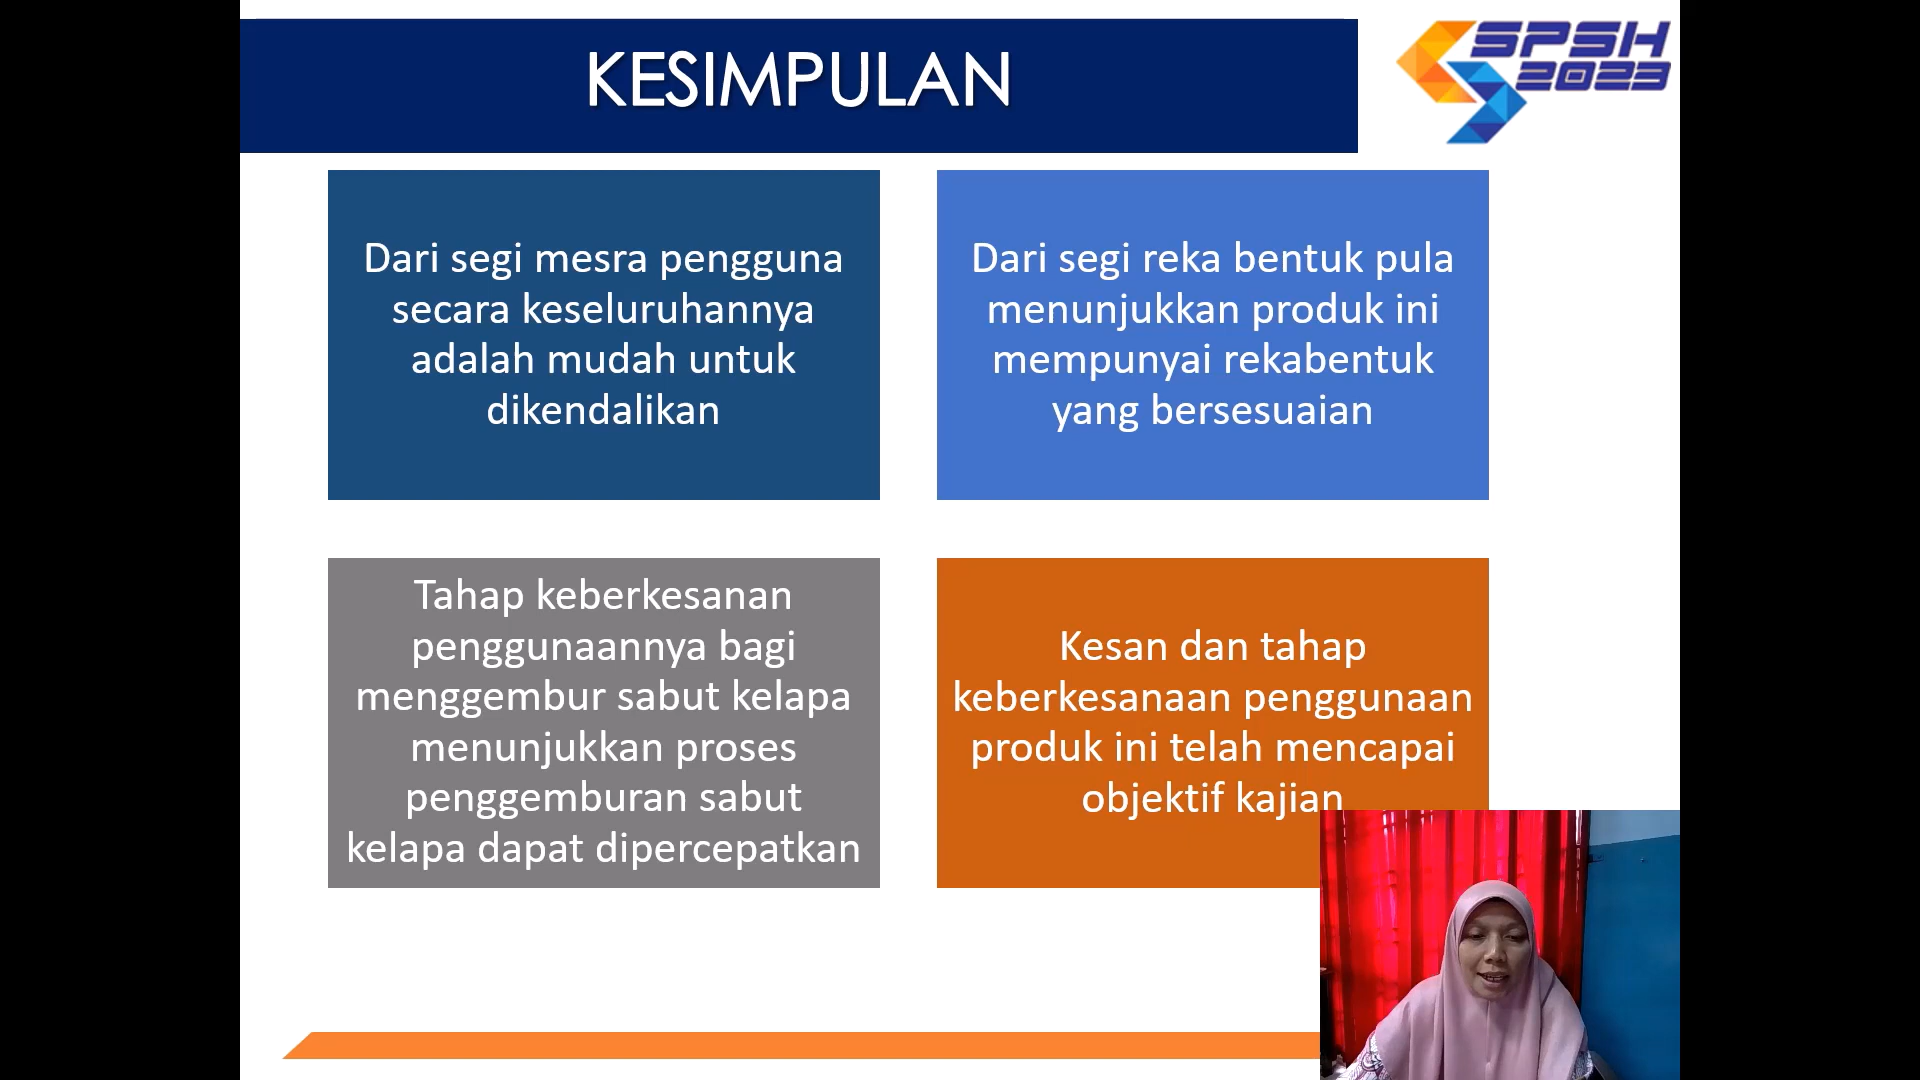 KESIMPULAN
SPSH
2023
Dari segi mesra pengguna
secara keseluruhannya
adalah mudah untuk
dikendalikan
Dari segi reka bentuk pula
menunjukkan produk ini
mempunyai rekabentuk
yang bersesuaian
Tahap keberkesanan
penggunaannya bagi
menggembur sabut kelapa
menunjukkan proses
penggemburan sabut
kelapa dapat dipercepatkan
Kesan dan tahap
keberkesanaan penggunaan
produk ini telah mencapai
objektif kajian